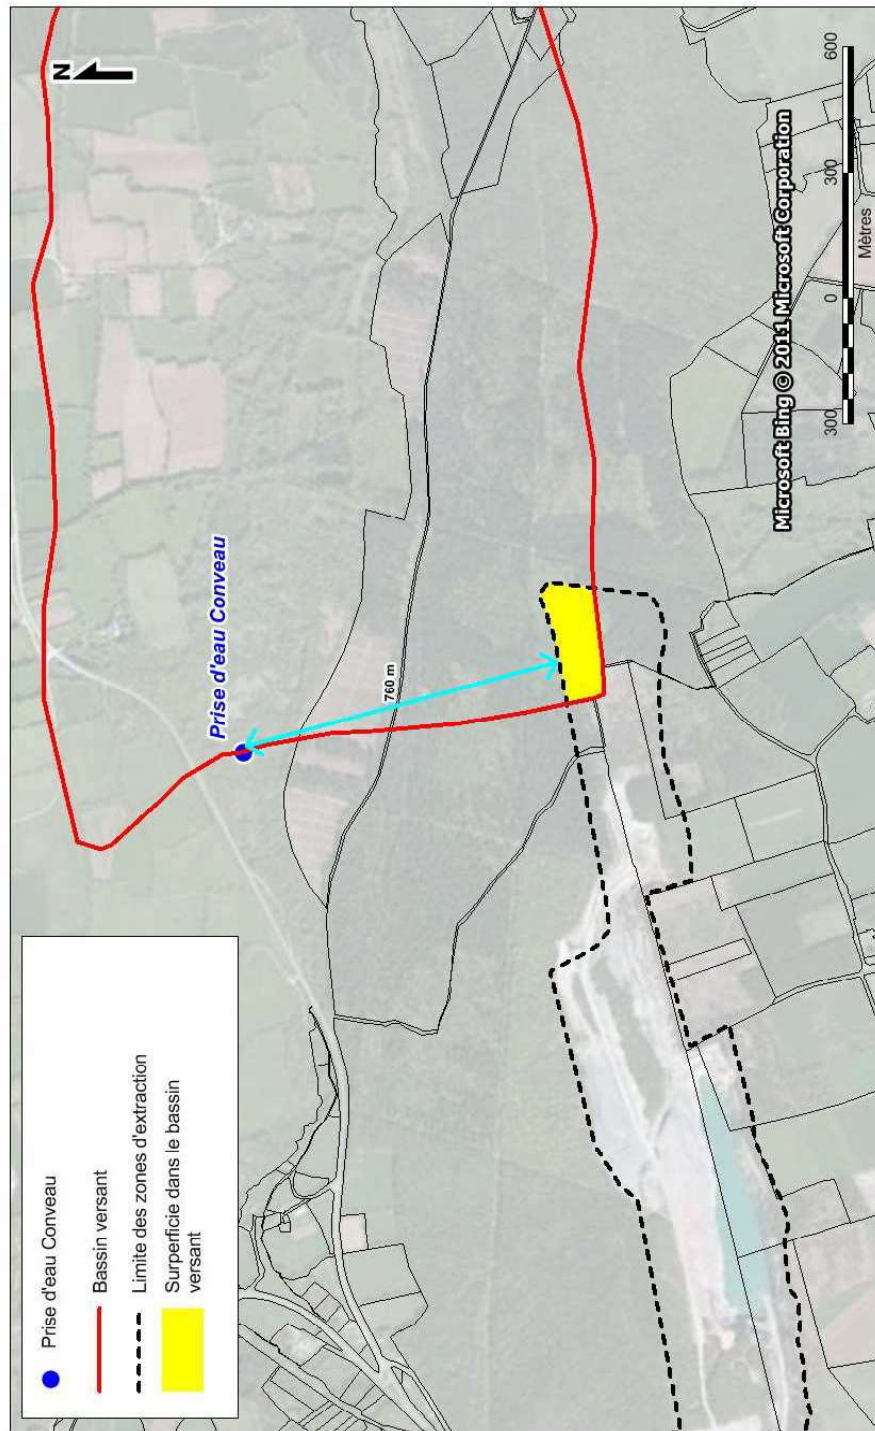 Prise d'eau Conveau
Bassin versant
Limite des zones d'extraction
Surperficie dans le bassin
versant
N
Prise d'eau Conveau
760 m
Microsoft Bing © 2011 Microsoft Corporation
300
0
300
600
Mètres